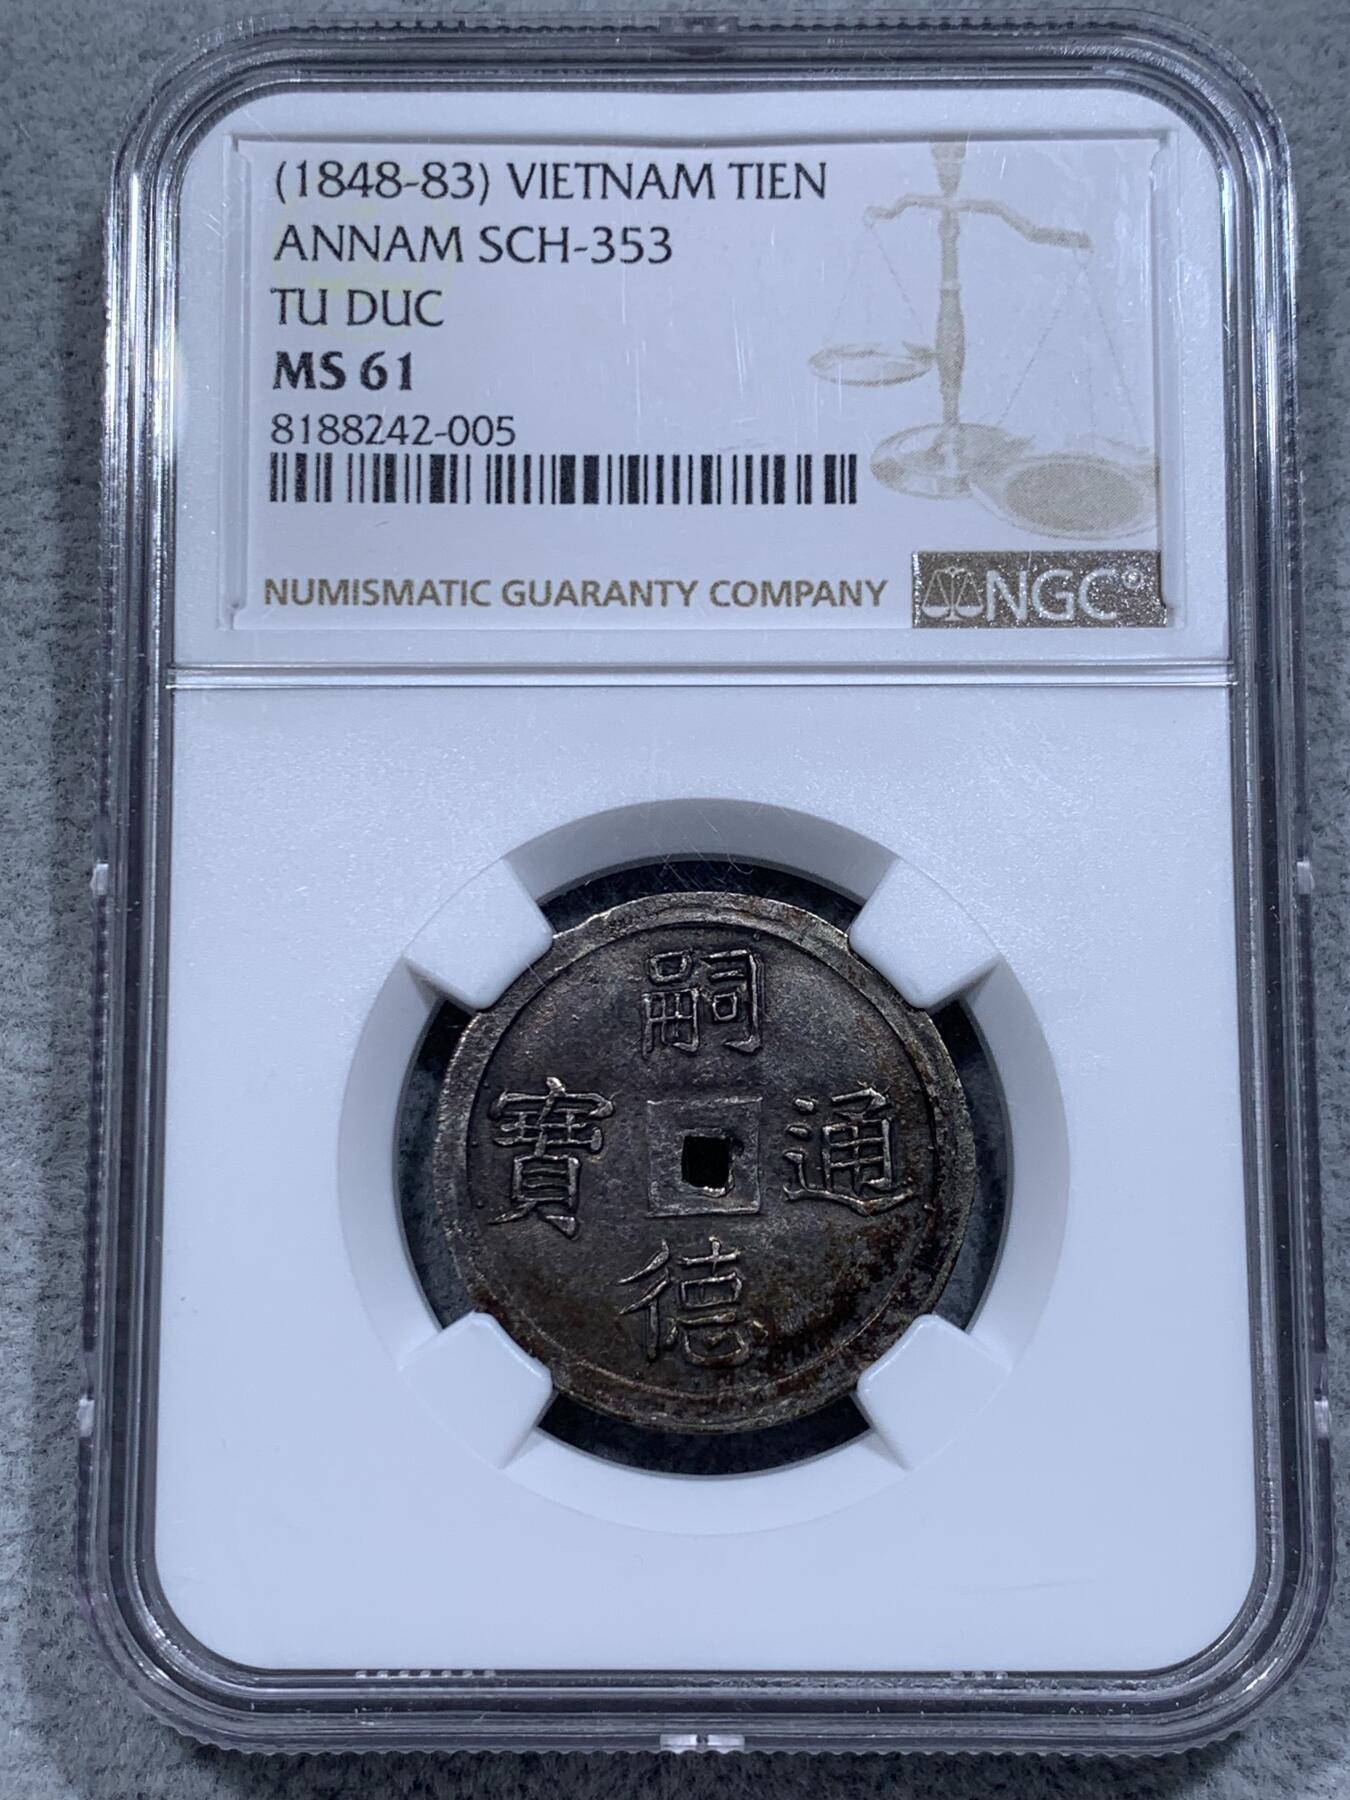 (1848-83) VIETNAM TIEN
ANNAM SCH-353
TU DUC
MS 61
8188242-005
NUMISMATIC GUARANTY COMPANY
NGC®
嗣
德
通
寶